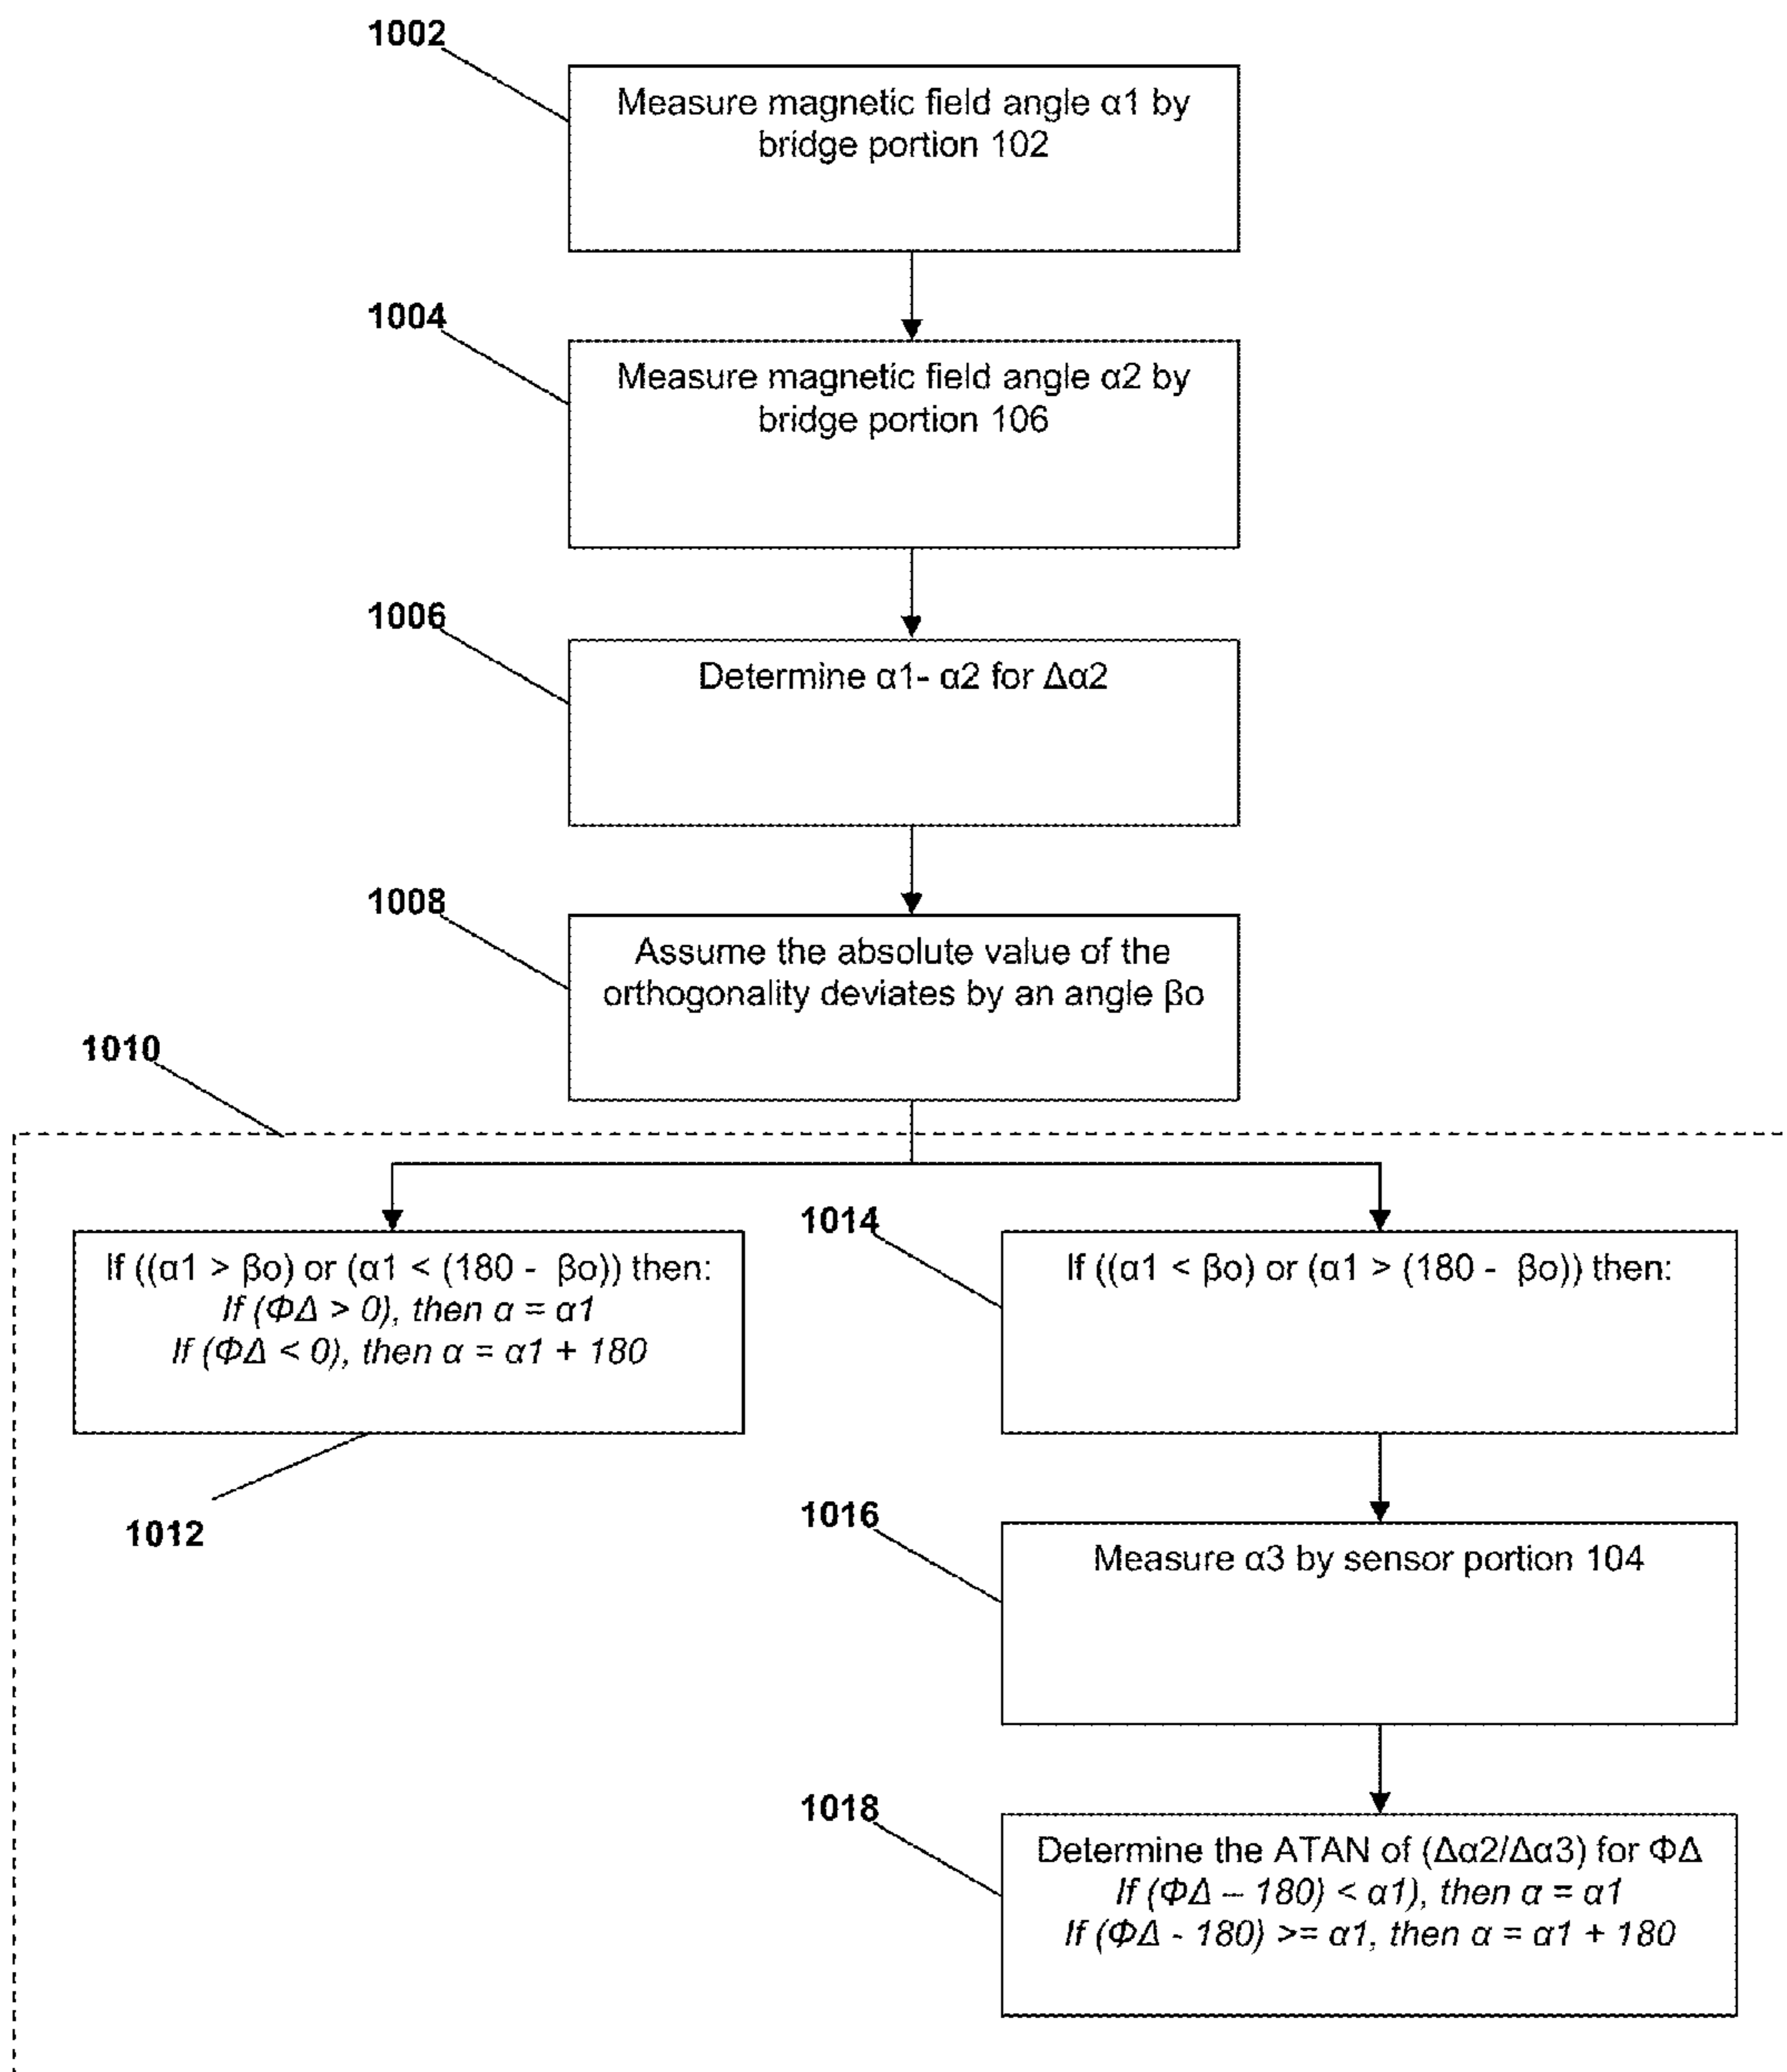 1002
Measure magnetic field angle α1 by
bridge portion 102
1004
Measure magnetic field angle α2 by
bridge portion 106
1006
Determine α1- α2 for Δα2
1008
Assume the absolute value of the
orthogonality deviates by an angle βo
1010
If ((α1 > βo) or (α1 < (180 - βo)) then:
If (ΦΔ > 0), then α = α1
If (ΦΔ < 0), then α = α1 + 180
1012
1014
If ((α1 < βo) or (α1 > (180 - βo)) then:
1016
Measure α3 by sensor portion 104
1018
Determine the ATAN of (Δα2/Δα3) for ΦΔ
If (ΦΔ – 180) < α1), then α = α1
If (ΦΔ - 180) >= α1, then α = α1 + 180